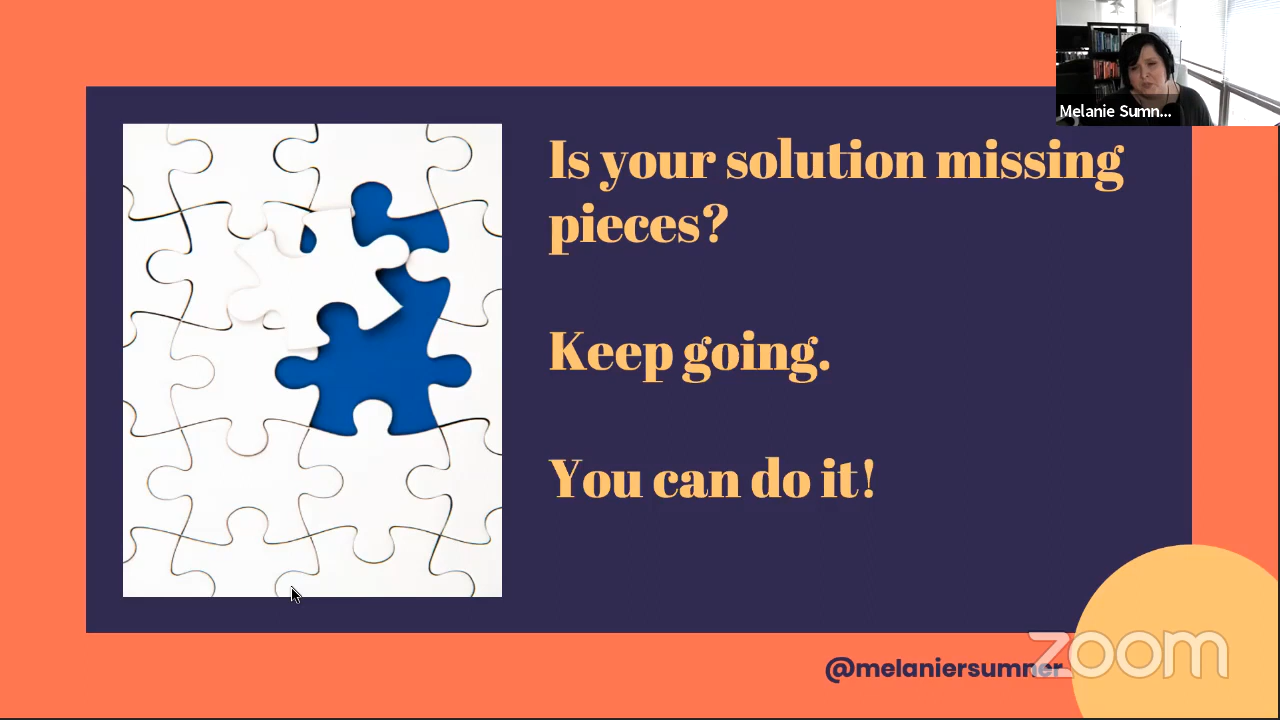 Melanie Sumn...
Is your solution missing
pieces?
Keep going.
You can do it!
@melaniersumner
zoom